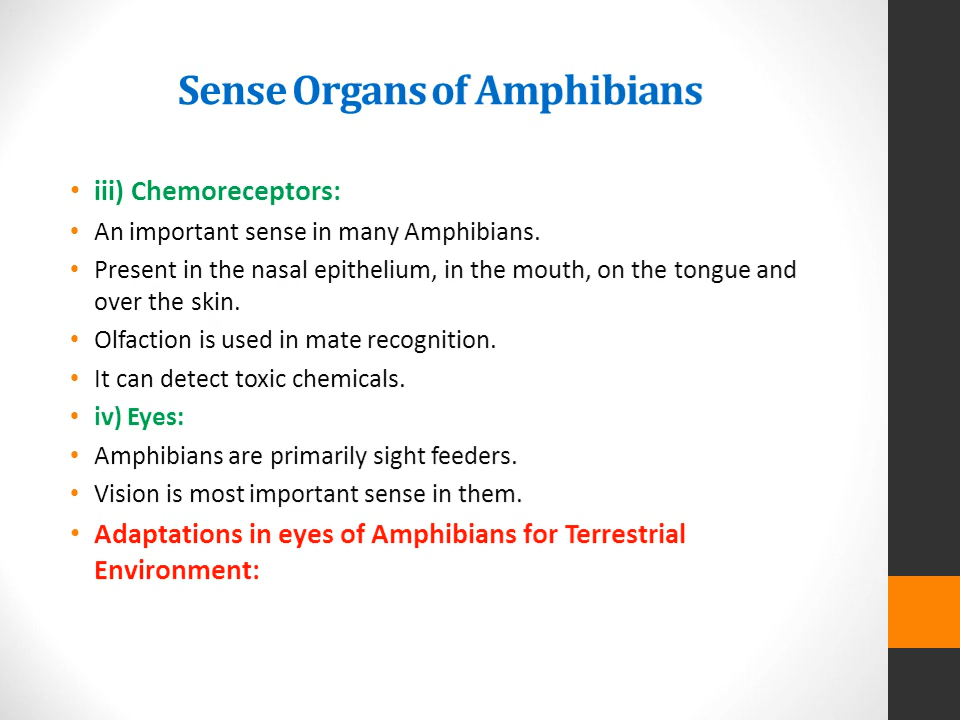 Sense Organs of Amphibians
• iii) Chemoreceptors:
• An important sense in many Amphibians.
• Present in the nasal epithelium, in the mouth, on the tongue and
over the skin.
• Olfaction is used in mate recognition.
• It can detect toxic chemicals.
• iv) Eyes:
• Amphibians are primarily sight feeders.
• Vision is most important sense in them.
• Adaptations in eyes of Amphibians for Terrestrial
Environment: